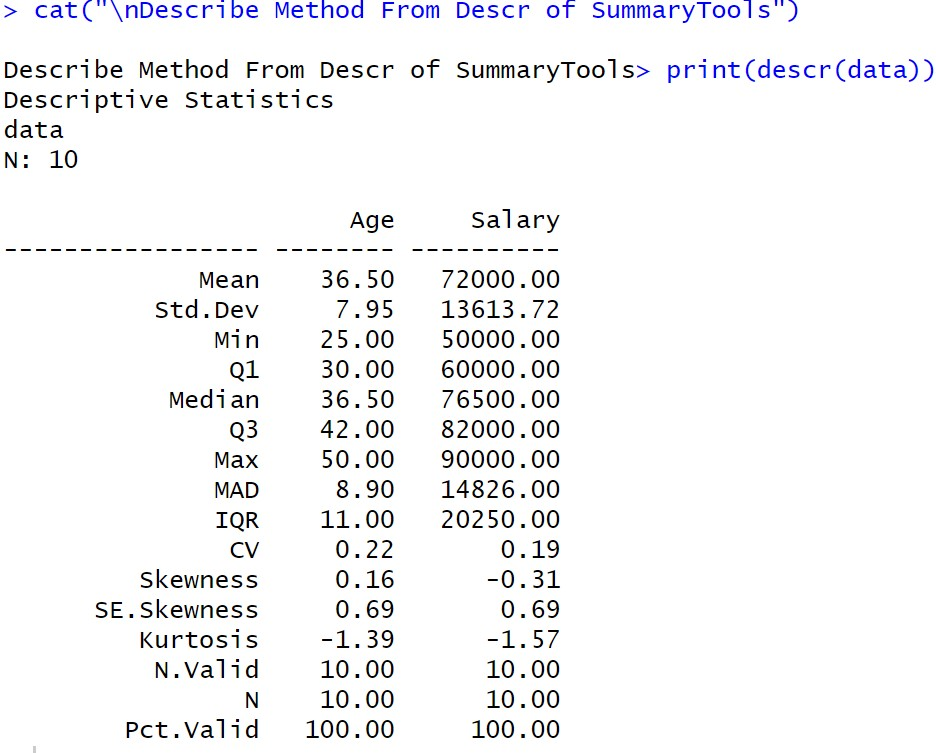 > cat("\nDescribe Method From Descr of SummaryTools")
Describe Method From Descr of SummaryTools> print(descr(data))
Descriptive Statistics
data
N: 10
Age Salary
----------------- -------- ----------
Mean 36.50 72000.00
Std.Dev 7.95 13613.72
Min 25.00 50000.00
Q1 30.00 60000.00
Median 36.50 76500.00
Q3 42.00 82000.00
Max 50.00 90000.00
MAD 8.90 14826.00
IQR 11.00 20250.00
CV 0.22 0.19
Skewness 0.16 -0.31
SE.Skewness 0.69 0.69
Kurtosis -1.39 -1.57
N.Valid 10.00 10.00
N 10.00 10.00
Pct.Valid 100.00 100.00